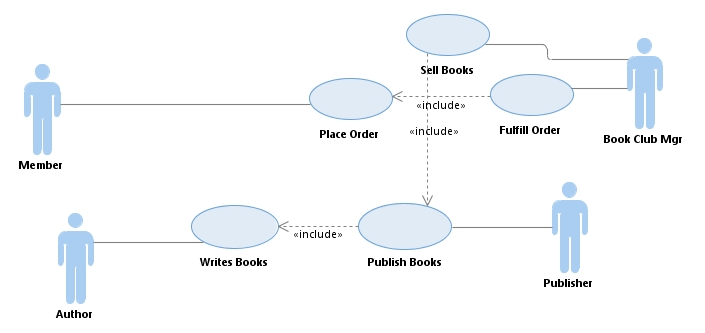 Sell Books
«include»
Place Order
Fulfill Order
«include»
Book Club Mgr
Member
«include»
Writes Books
Publish Books
Publisher
Author